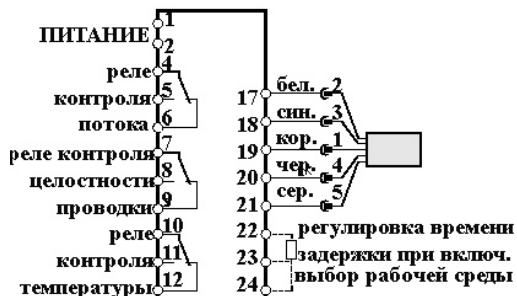 ПИТАНИЕ
1
2
реле
4
контроля
5
потока
6
реле контроля
7
целостности
8
проводки
9
реле
10
контроля
11
температуры
12
17 бел. 2
18 син. 3
19 кор. 1
20 чер. 4
21 сер. 5
22 регулировка времени
23 задержки при включ.
24 выбор рабочей среды